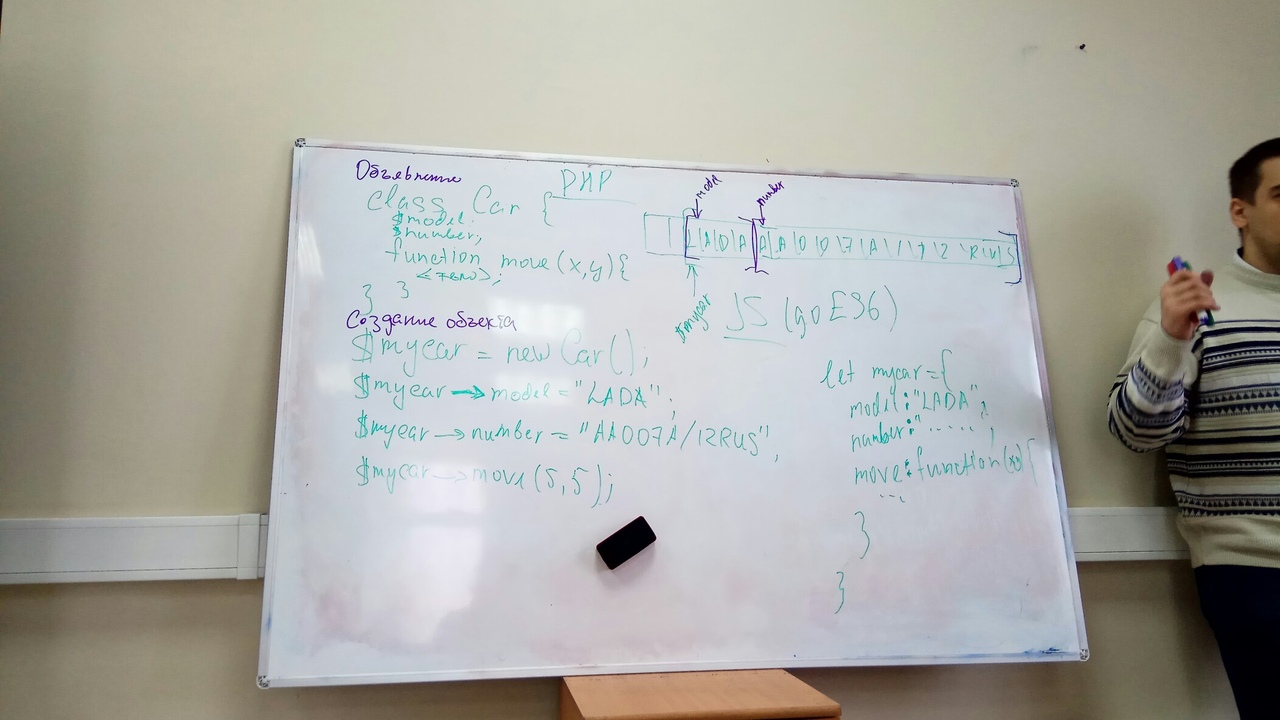 Объявление
PHP
class Car {
$model;
$number;
function move (x,y) {
<тело>;
}
}
Создание объекта
$mycar = new Car();
$mycar → model = "LADA";
$mycar → number = "AA007A/12RUS";
$mycar → move (5,5);
model
number
L|A|D|A|A|A|0|0|7|A|/|1|2|R|U|S
$mycar
JS (до ES6)
let mycar = {
model: "LADA",
number: ".....",
move: function(x,y) {
...
}
}